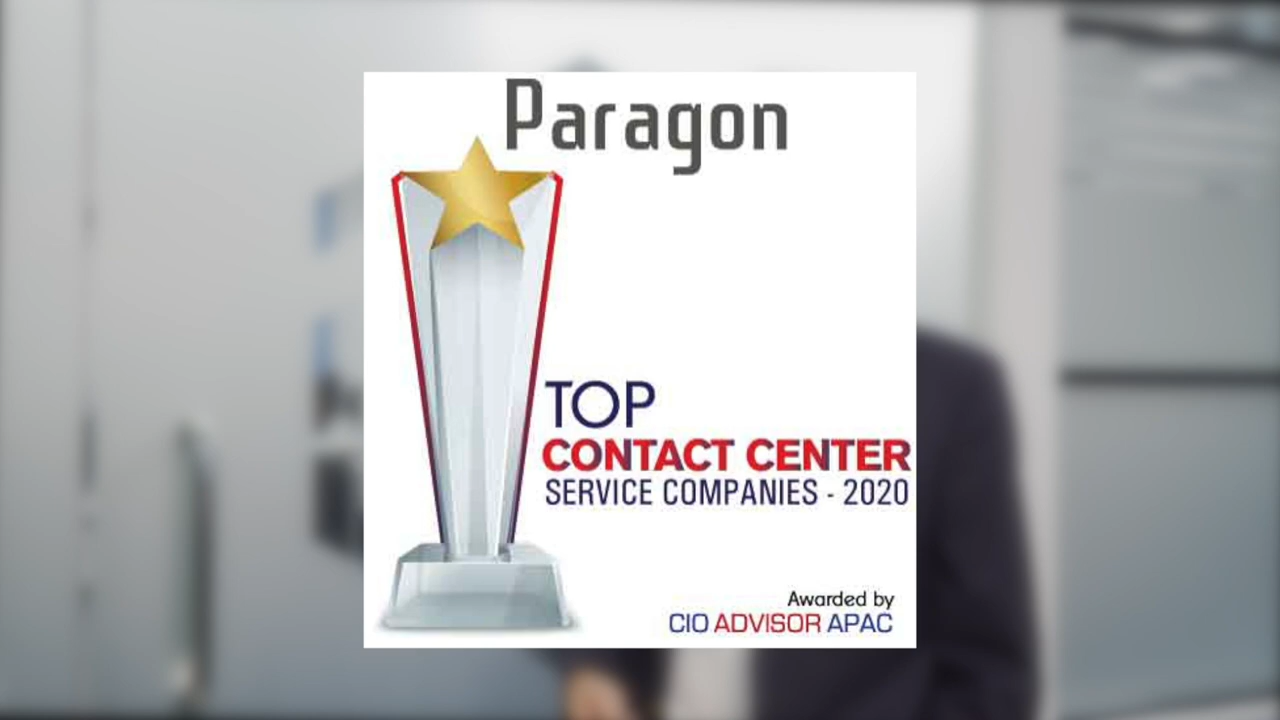 Paragon
TOP
CONTACT CENTER
SERVICE COMPANIES - 2020
Awarded by
CIO ADVISOR APAC